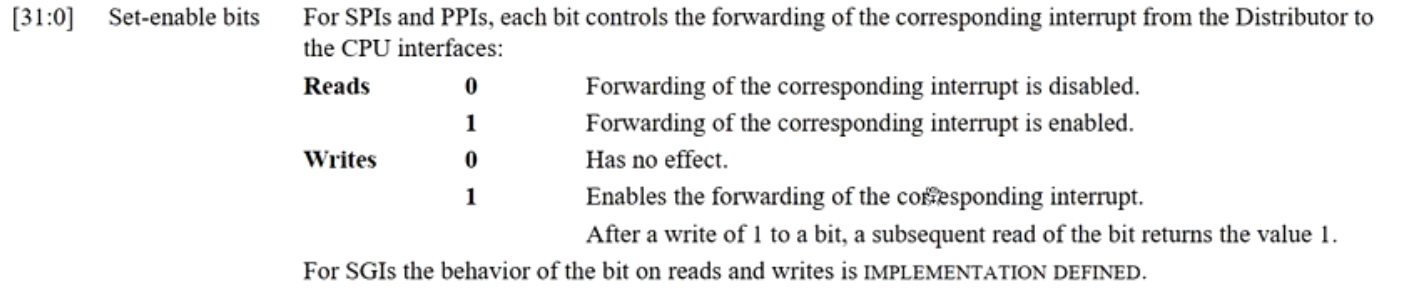 [31:0] Set-enable bits For SPIs and PPIs, each bit controls the forwarding of the corresponding interrupt from the Distributor to
the CPU interfaces:
Reads 0 Forwarding of the corresponding interrupt is disabled.
1 Forwarding of the corresponding interrupt is enabled.
Writes 0 Has no effect.
1 Enables the forwarding of the corresponding interrupt.
After a write of 1 to a bit, a subsequent read of the bit returns the value 1.
For SGIs the behavior of the bit on reads and writes is IMPLEMENTATION DEFINED.